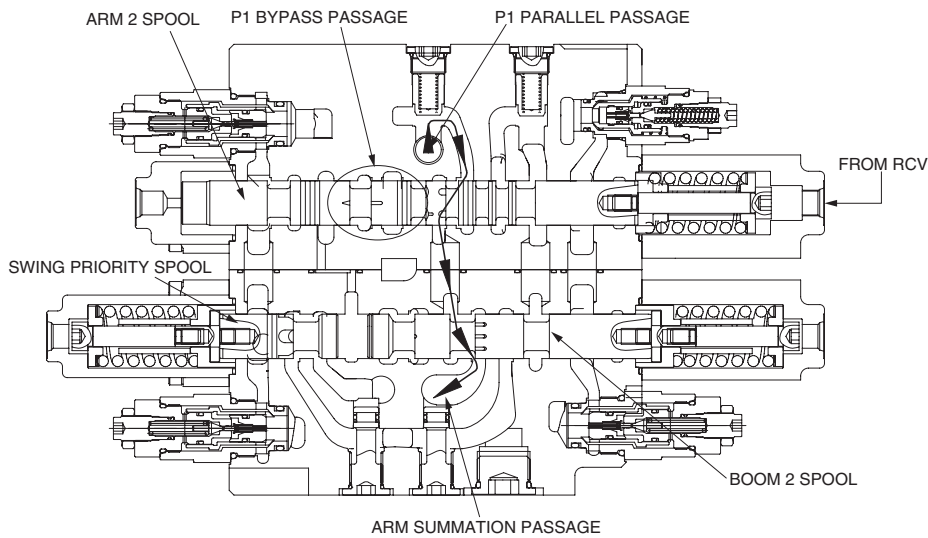 P1 BYPASS PASSAGE
P1 PARALLEL PASSAGE
ARM 2 SPOOL
FROM RCV
SWING PRIORITY SPOOL
BOOM 2 SPOOL
ARM SUMMATION PASSAGE